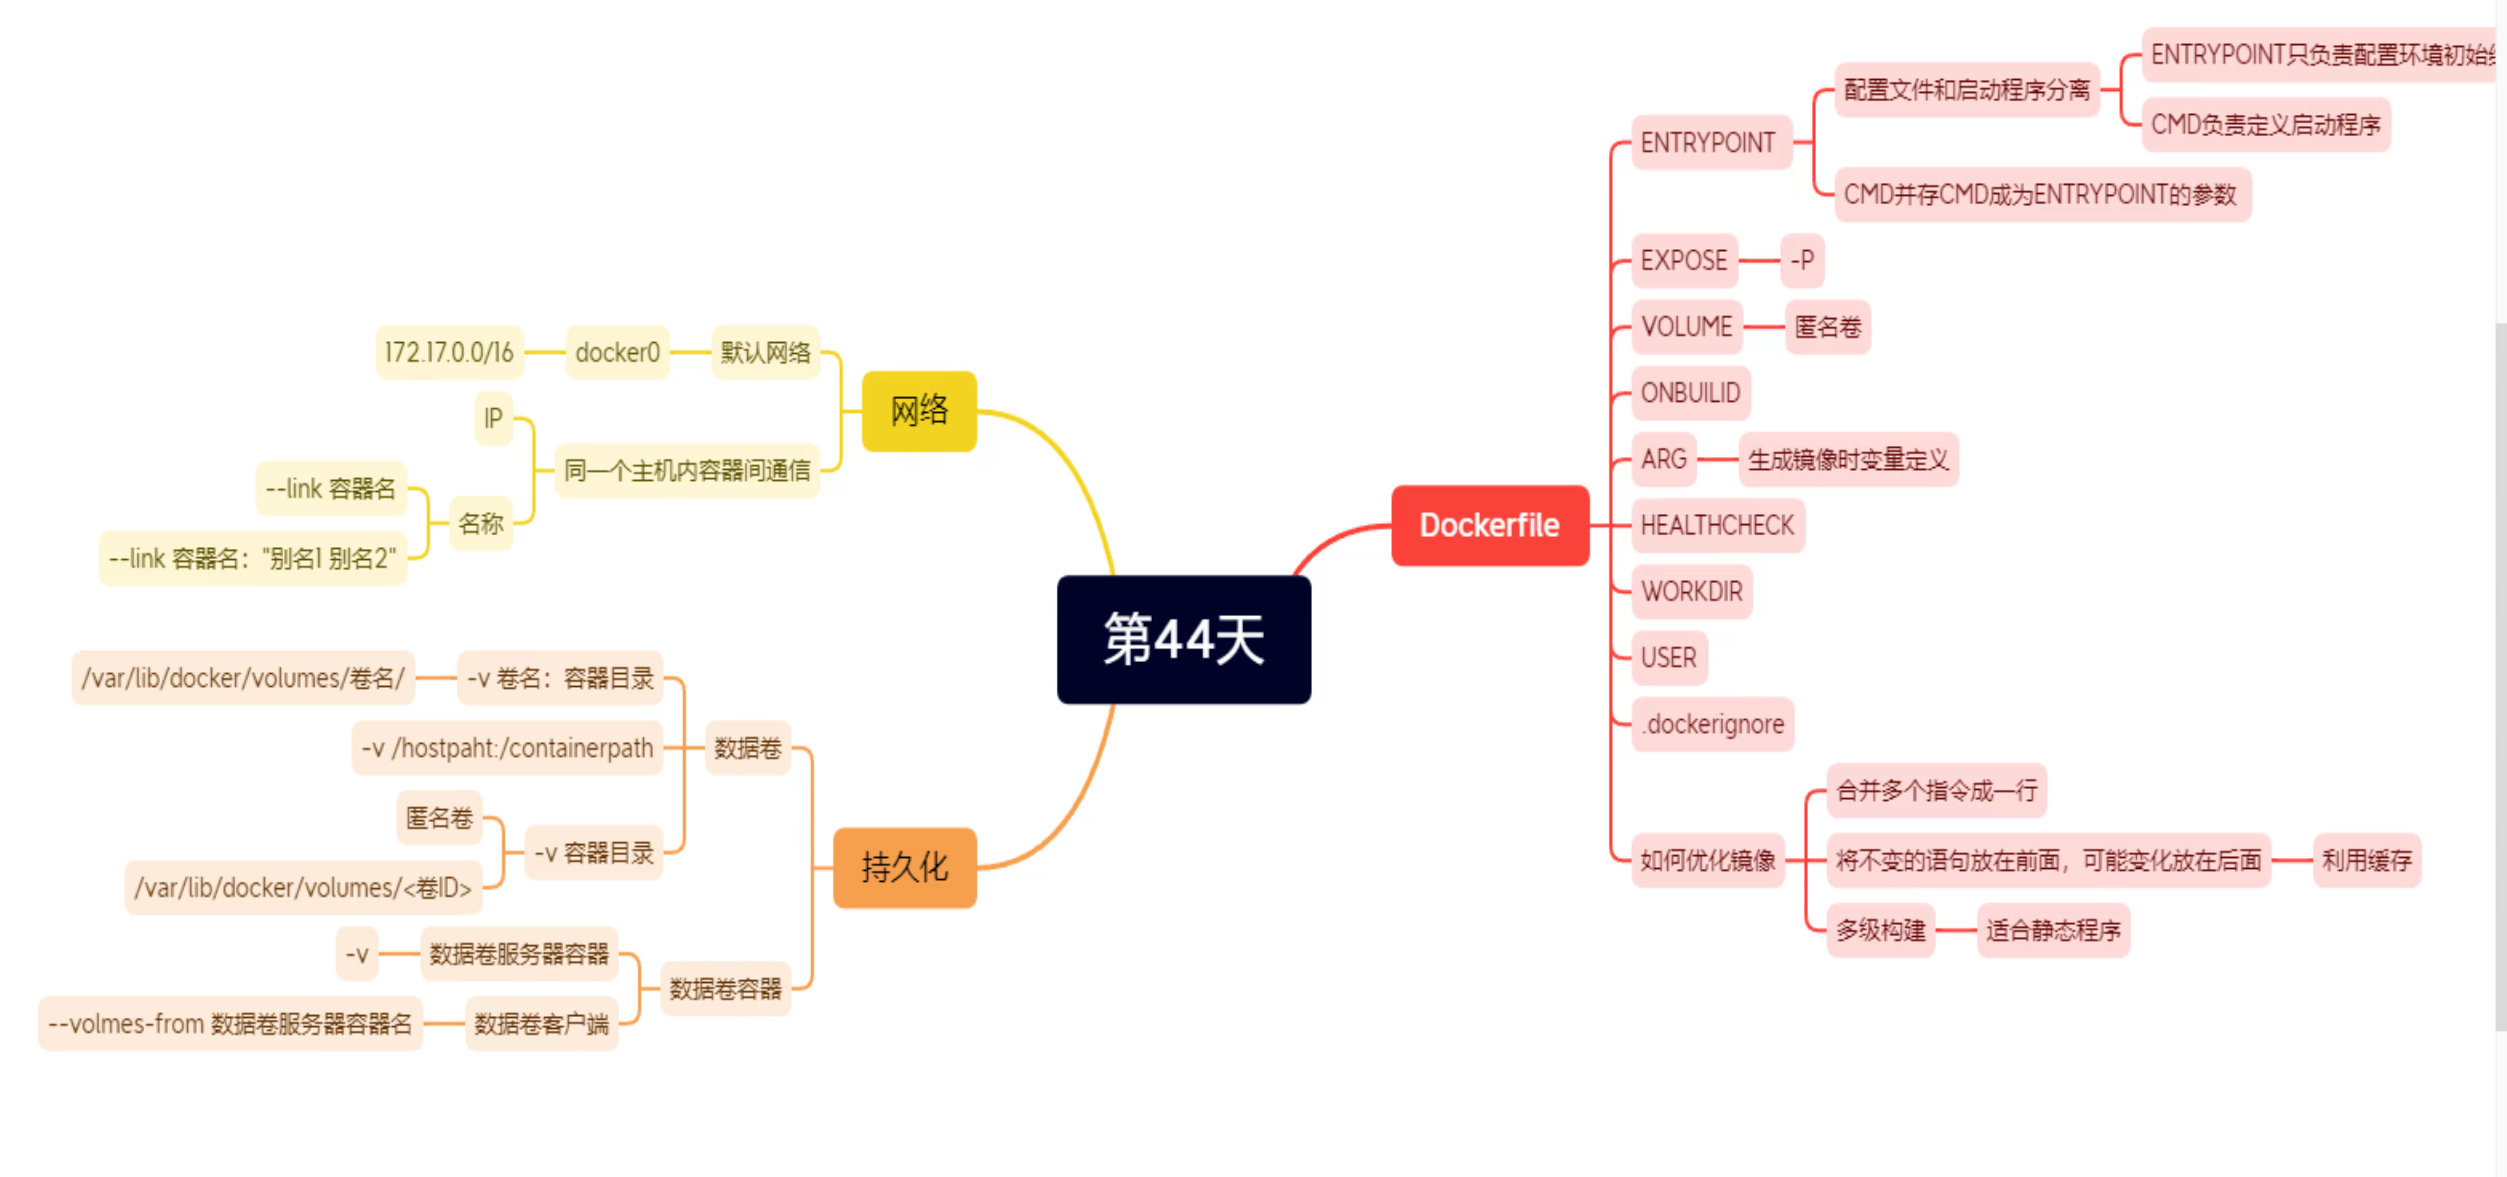 第44天
Dockerfile
ENTRYPOINT
配置文件和启动程序分离
ENTRYPOINT只负责配置环境初始
CMD负责定义启动程序
CMD并存CMD成为ENTRYPOINT的参数
EXPOSE
-P
VOLUME
匿名卷
ONBUILID
ARG
生成镜像时变量定义
HEALTHCHECK
WORKDIR
USER
.dockerignore
如何优化镜像
合并多个指令成一行
将不变的语句放在前面，可能变化放在后面
利用缓存
多级构建
适合静态程序
网络
默认网络
docker0
172.17.0.0/16
同一个主机内容器间通信
IP
名称
--link 容器名
--link 容器名："别名1 别名2"
持久化
数据卷
-v 卷名：容器目录
/var/lib/docker/volumes/卷名/
-v /hostpaht:/containerpath
-v 容器目录
匿名卷
/var/lib/docker/volumes/<卷ID>
数据卷容器
数据卷服务器容器
-v
数据卷客户端
--volmes-from 数据卷服务器容器名